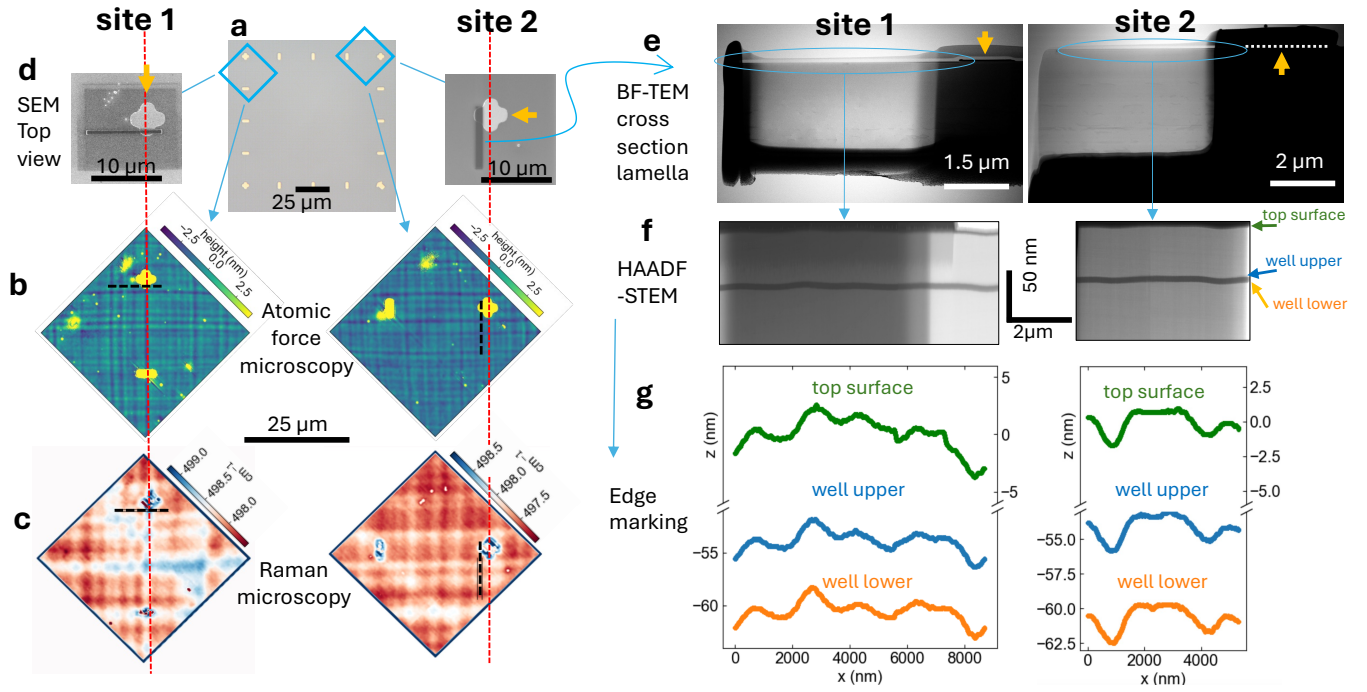 site 1
a
site 2
d
SEM
Top
view
10 µm
25 µm
10 µm
e
BF-TEM
cross
section
lamella
site 1
site 2
1.5 µm
2 µm
b
height (nm)
−2.5
0.0
2.5
Atomic
force
microscopy
height (nm)
−2.5
0.0
2.5
25 µm
c
499.0
498.5
498.0
cm⁻¹
Raman
microscopy
498.5
498.0
497.5
cm⁻¹
f
HAADF
-STEM
50 nm
2µm
top surface
well upper
well lower
Edge
marking
g
top surface
well upper
well lower
z (nm)
5
0
−5
−55
−60
0
2000
4000
6000
8000
x (nm)
top surface
well upper
well lower
z (nm)
2.5
0.0
−2.5
−5.0
−55.0
−57.5
−60.0
−62.5
0
2000
4000
x (nm)